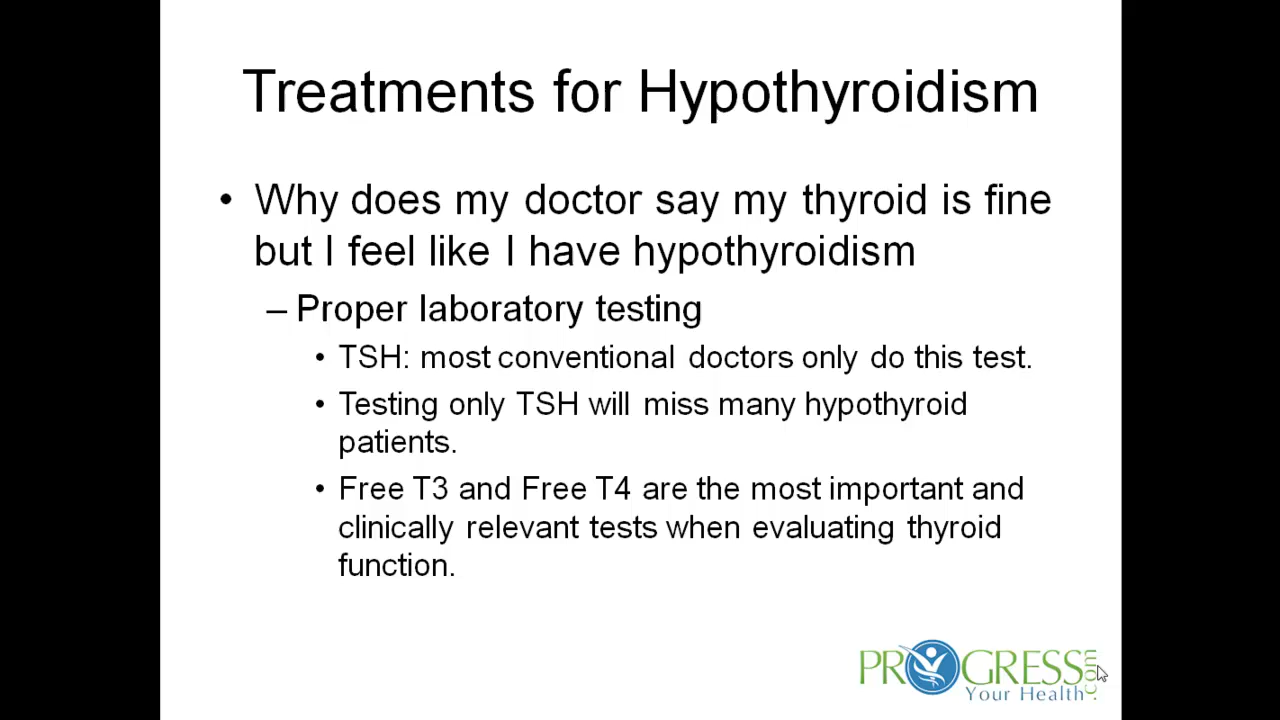 Treatments for Hypothyroidism
• Why does my doctor say my thyroid is fine
but I feel like I have hypothyroidism
– Proper laboratory testing
• TSH: most conventional doctors only do this test.
• Testing only TSH will miss many hypothyroid
patients.
• Free T3 and Free T4 are the most important and
clinically relevant tests when evaluating thyroid
function.
PROGRESS
Your Health
.com